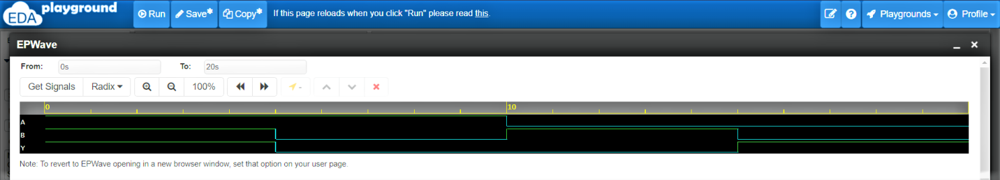 EDA playground Run Save* Copy* If this page reloads when you click "Run" please read this. Playgrounds Profile
EPWave
From: 0s To: 20s
Get Signals Radix 100% -
0 10
A
B
Y
Note: To revert to EPWave opening in a new browser window, set that option on your user page.